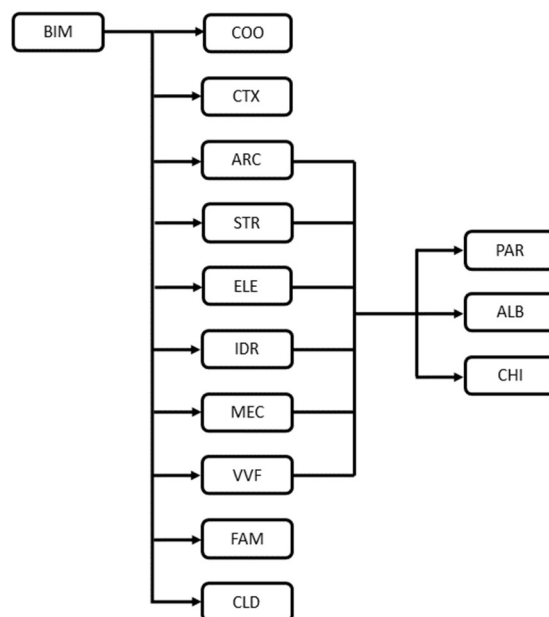 BIM
COO
CTX
ARC
STR
ELE
IDR
MEC
VVF
FAM
CLD
PAR
ALB
CHI